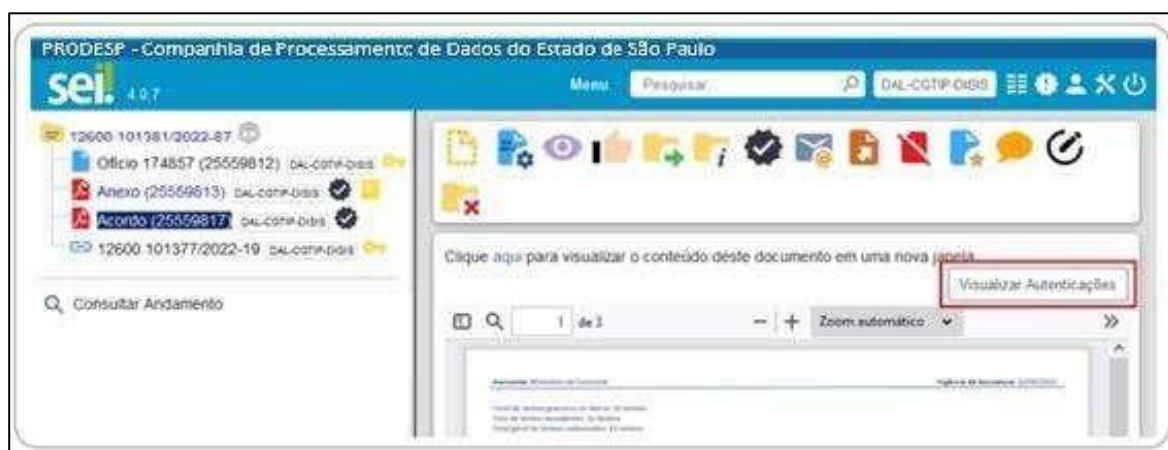 PRODESP - Companhia de Processamento de Dados do Estado de São Paulo
sei! 4.0.7
Menu Pesquisar... DAL-CGTIP-DISIS
12600 101381/2022-87
Ofício 174857 (25559812) DAL-CGTIP-DISIS
Anexo (25559813) DAL-CGTIP-DISIS
Acordo (25559817) DAL-CGTIP-DISIS
12600 101377/2022-19 DAL-CGTIP-DISIS
Consultar Andamento
Clique aqui para visualizar o conteúdo deste documento em uma nova janela
Visualizar Autenticações
1 de 3 Zoom automático